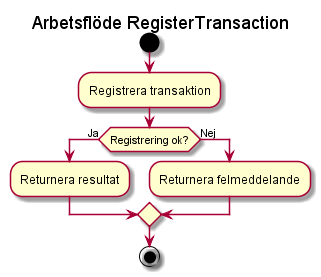 Arbetsflöde RegisterTransaction
Registrera transaktion
Registrering ok?
Ja
Nej
Returnera resultat
Returnera felmeddelande